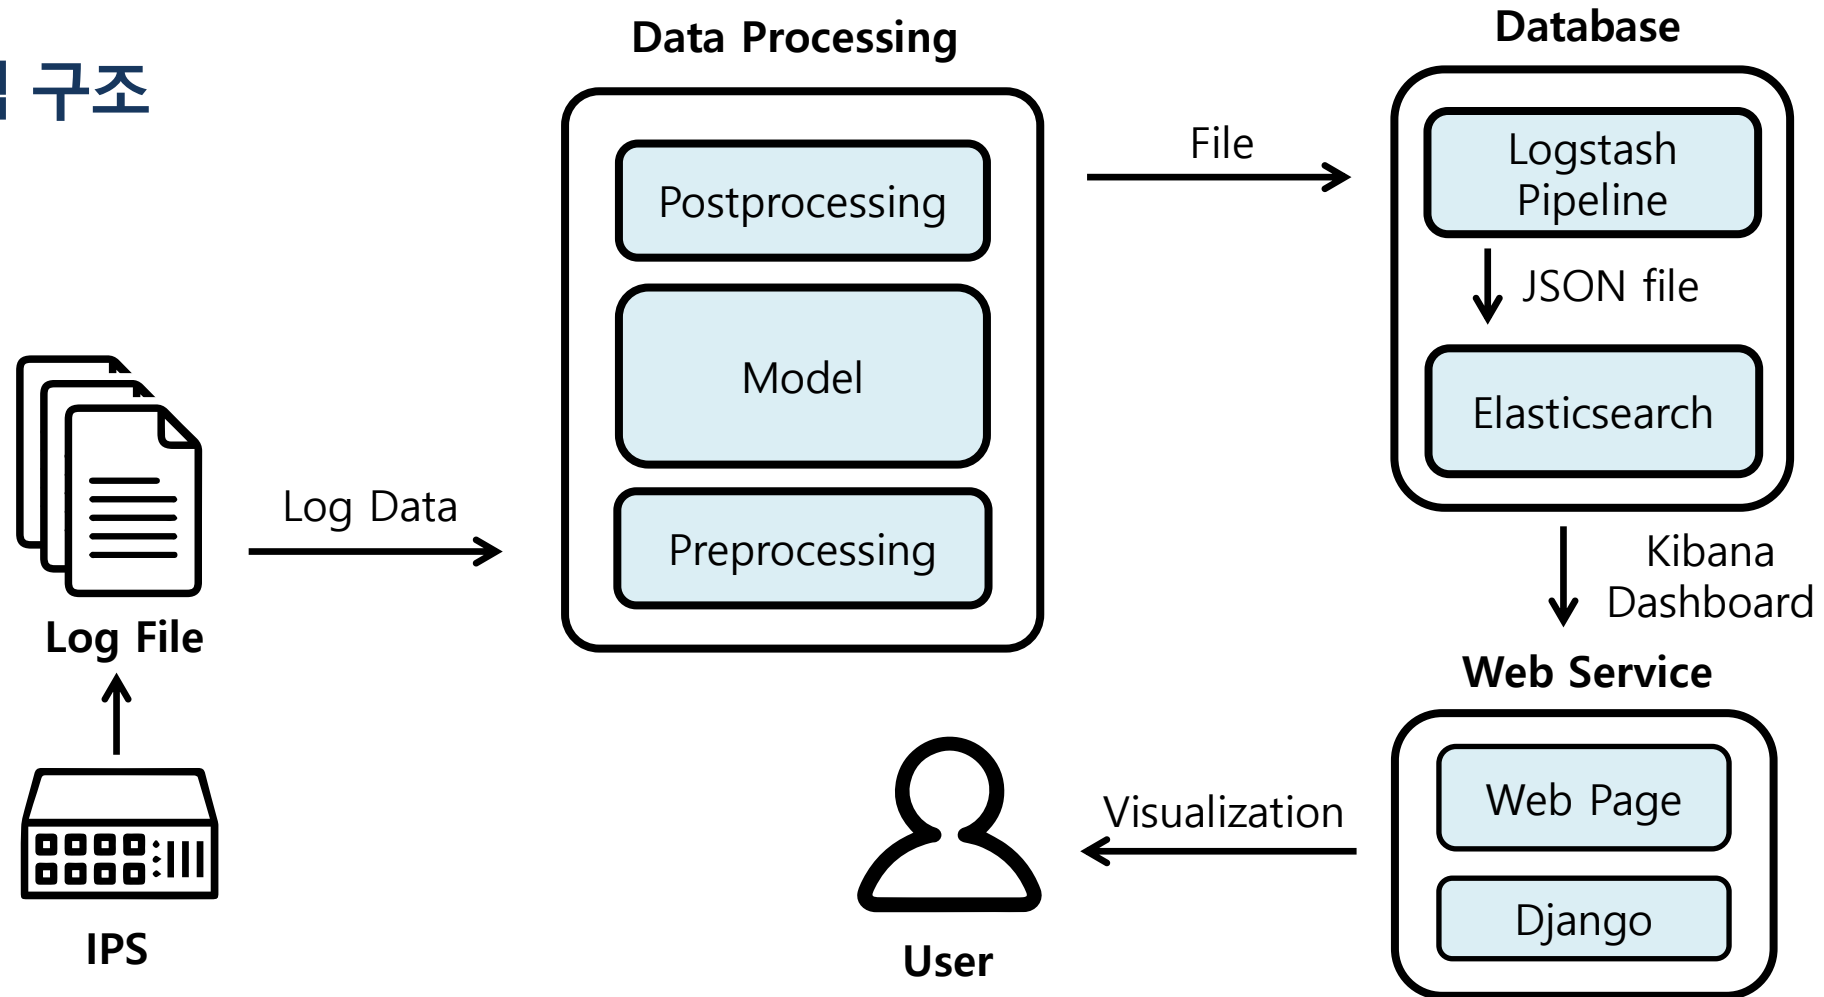 구조
Data Processing
Database
Postprocessing
Model
Preprocessing
File
Logstash
Pipeline
JSON file
Elasticsearch
Log Data
Log File
IPS
Kibana
Dashboard
Web Service
Web Page
Django
Visualization
User